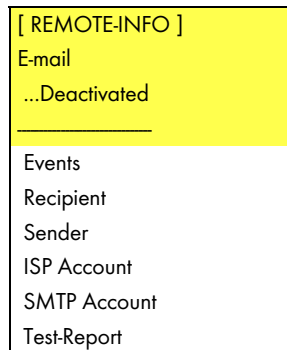 [ REMOTE-INFO ]
E-mail
...Deactivated
------------------------------
Events
Recipient
Sender
ISP Account
SMTP Account
Test-Report